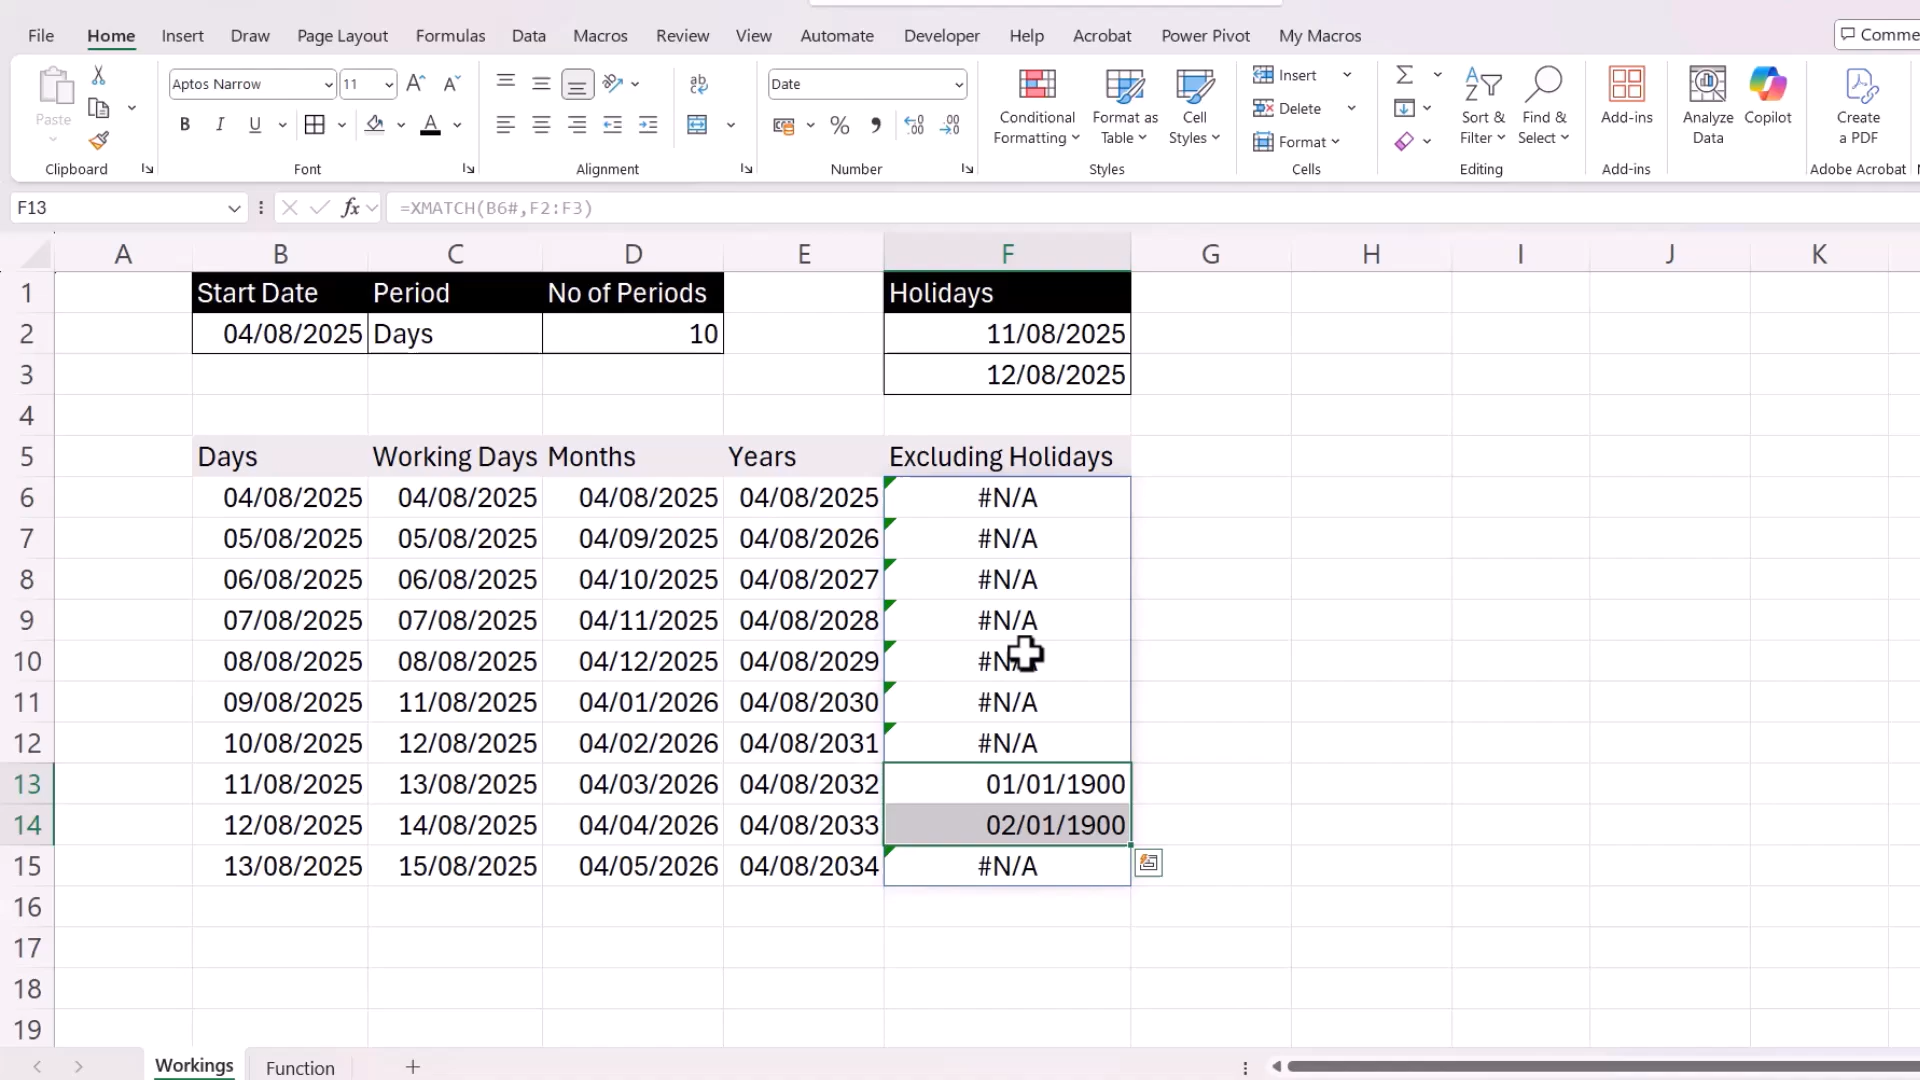 File Home Insert Draw Page Layout Formulas Data Macros Review View Automate Developer Help Acrobat Power Pivot My Macros
Paste
Aptos Narrow 11
B I U A
ab
Date
%
Conditional Formatting
Format as Table
Cell Styles
Insert
Delete
Format
Sort & Filter
Find & Select
Add-ins
Analyze Data
Copilot
Create a PDF
Clipboard Font Alignment Number Styles Cells Editing Add-ins Adobe Acrobat
F13 fx =XMATCH(B6#,F2:F3)
A B C D E F G H I J K
1 Start Date Period No of Periods Holidays
2 04/08/2025 Days 10 11/08/2025
3 12/08/2025
4
5 Days Working Days Months Years Excluding Holidays
6 04/08/2025 04/08/2025 04/08/2025 04/08/2025 #N/A
7 05/08/2025 05/08/2025 04/09/2025 04/08/2026 #N/A
8 06/08/2025 06/08/2025 04/10/2025 04/08/2027 #N/A
9 07/08/2025 07/08/2025 04/11/2025 04/08/2028 #N/A
10 08/08/2025 08/08/2025 04/12/2025 04/08/2029 #N/A
11 09/08/2025 11/08/2025 04/01/2026 04/08/2030 #N/A
12 10/08/2025 12/08/2025 04/02/2026 04/08/2031 #N/A
13 11/08/2025 13/08/2025 04/03/2026 04/08/2032 01/01/1900
14 12/08/2025 14/08/2025 04/04/2026 04/08/2033 02/01/1900
15 13/08/2025 15/08/2025 04/05/2026 04/08/2034 #N/A
16
17
18
19
Workings Function